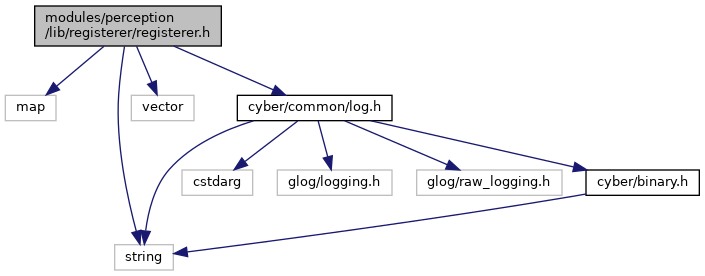 modules/perception
/lib/registerer/registerer.h
map
vector
cyber/common/log.h
cstdarg
glog/logging.h
glog/raw_logging.h
cyber/binary.h
string